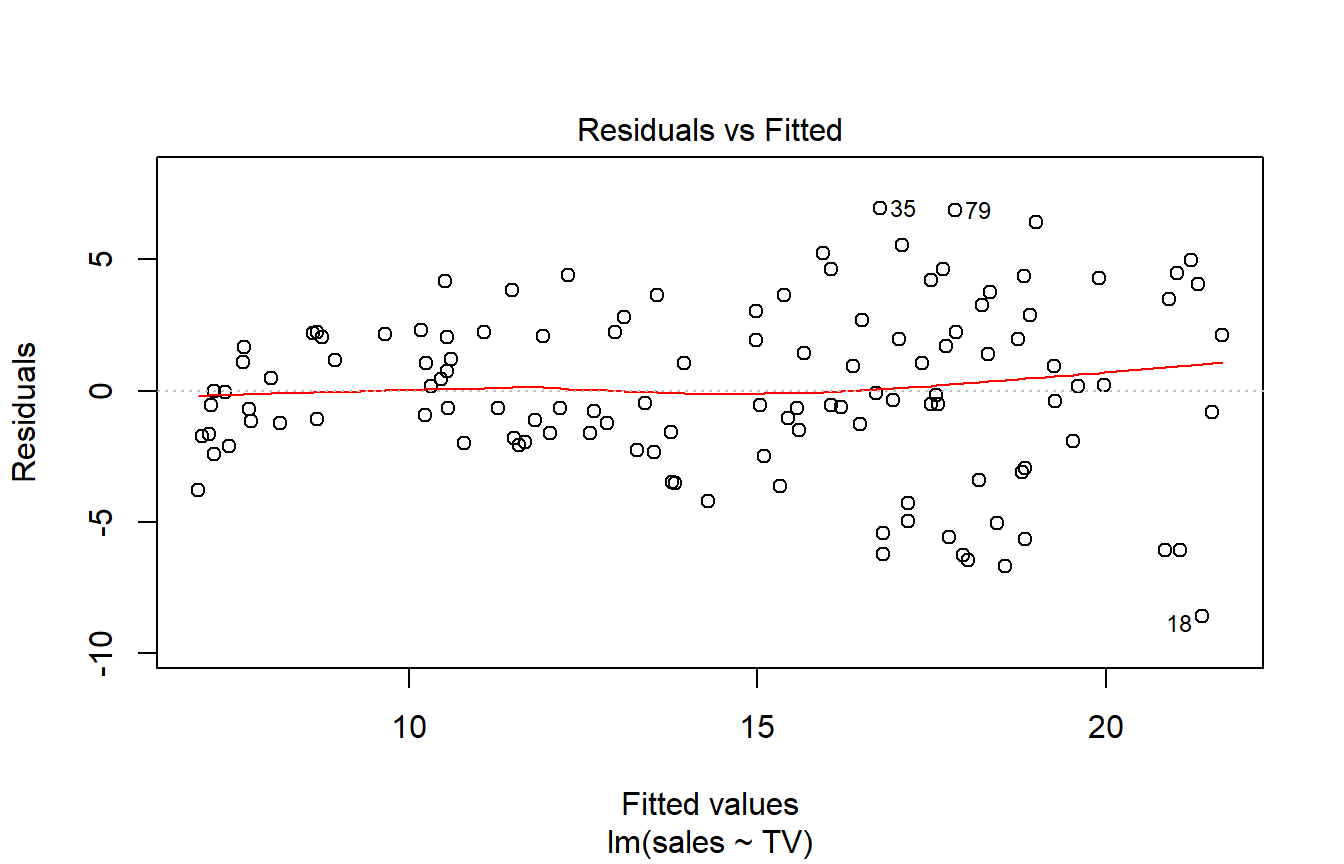 Residuals vs Fitted
Residuals
5
0
-5
-10
35
79
18
10 15 20
Fitted values
lm(sales ~ TV)